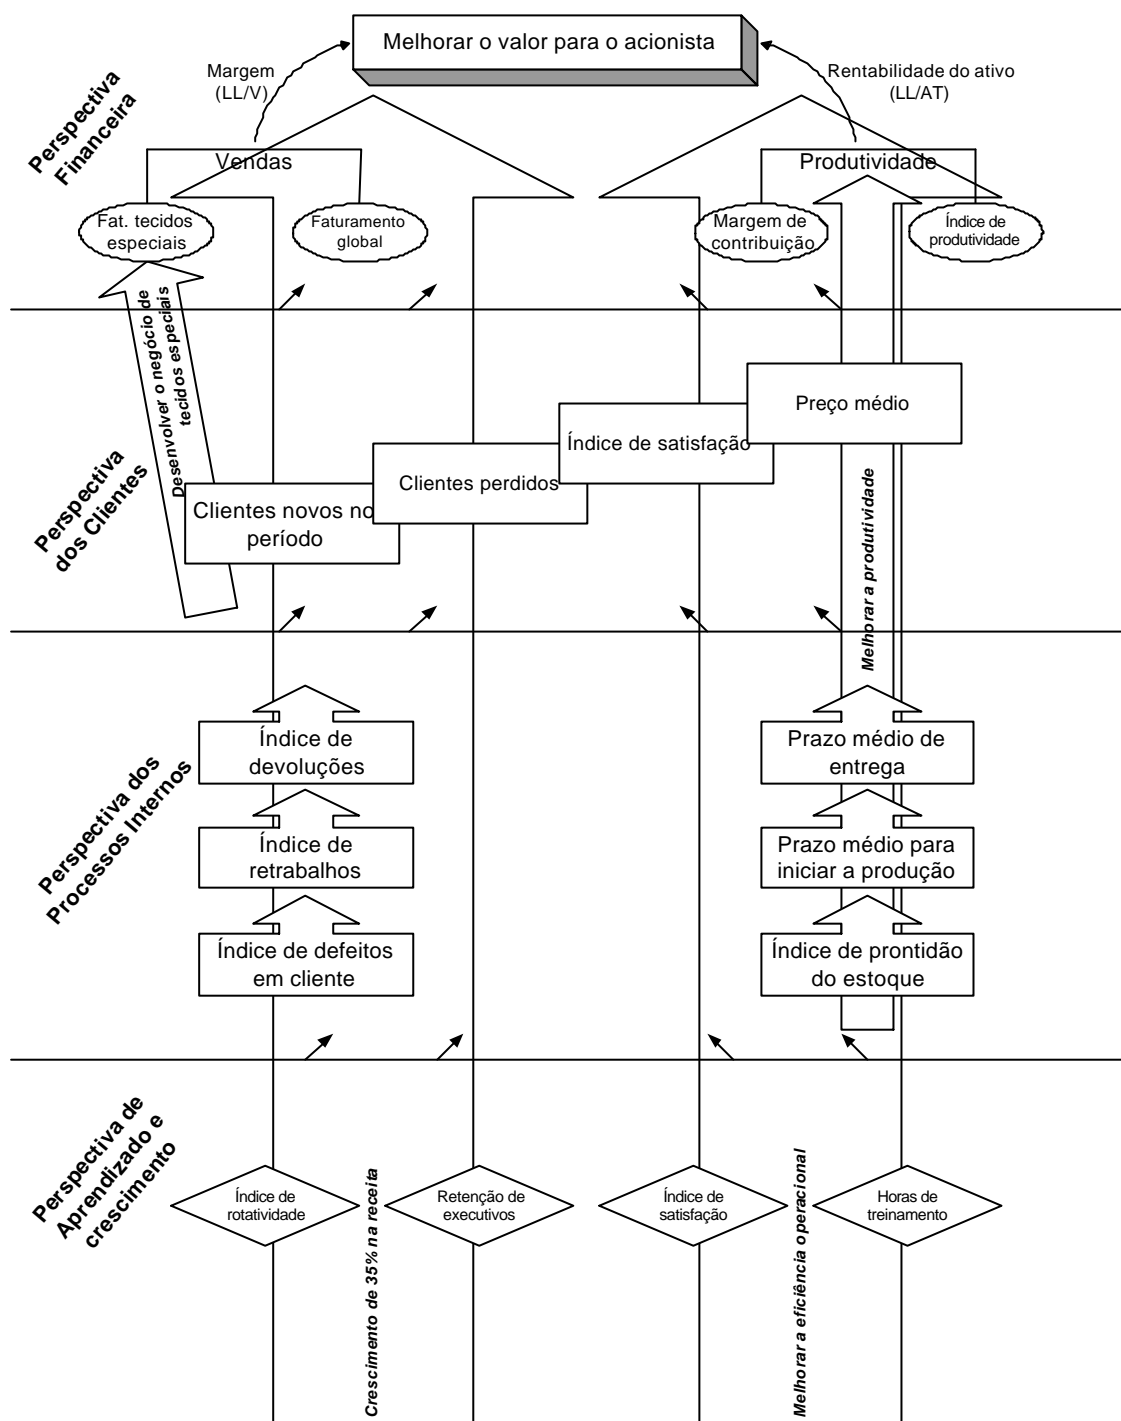 Melhorar o valor para o acionista
Margem
(LL/V)
Rentabilidade do ativo
(LL/AT)
Perspectiva
Financeira
Vendas
Produtividade
Fat. tecidos
especiais
Faturamento
global
Margem de
contribuição
Índice de
produtividade
Desenvolver o negócio de
tecidos especiais
Perspectiva
dos Clientes
Preço médio
Índice de satisfação
Clientes perdidos
Clientes novos no
período
Melhorar a produtividade
Perspectiva dos
Processos Internos
Índice de
devoluções
Prazo médio de
entrega
Índice de
retrabalhos
Prazo médio para
iniciar a produção
Índice de defeitos
em cliente
Índice de prontidão
do estoque
Perspectiva de
Aprendizado e
crescimento
Índice de
rotatividade
Retenção de
executivos
Índice de
satisfação
Horas de
treinamento
Crescimento de 35% na receita
Melhorar a eficiência operacional